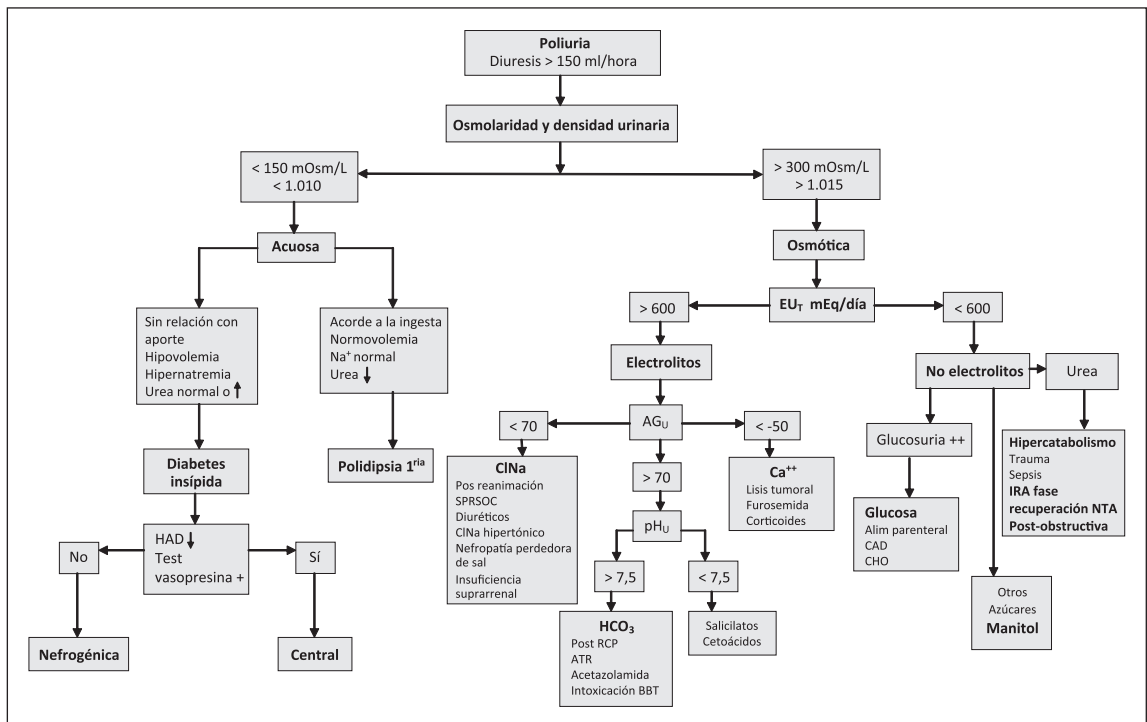 Poliuria
Diuresis > 150 ml/hora
Osmolaridad y densidad urinaria
< 150 mOsm/L
< 1.010
> 300 mOsm/L
> 1.015
Acuosa
Osmótica
Sin relación con
aporte
Hipovolemia
Hipernatremia
Urea normal o ↑
Acorde a la ingesta
Normovolemia
Na⁺ normal
Urea ↓
> 600
EUT mEq/día
< 600
Electrolitos
No electrolitos
Urea
Diabetes
insípida
Polidipsia 1ria
< 70
AGU
< -50
Glucosuria ++
Hipercatabolismo
Trauma
Sepsis
IRA fase
recuperación NTA
Post-obstructiva
ClNa
Pos reanimación
SPRSOC
Diuréticos
ClNa hipertónico
Nefropatía perdedora
de sal
Insuficiencia
suprarrenal
> 70
Ca⁺⁺
Lisis tumoral
Furosemida
Corticoides
Glucosa
Alim parenteral
CAD
CHO
No
HAD ↓
Test
vasopresina +
Sí
pHU
> 7,5
< 7,5
Nefrogénica
Central
HCO3
Post RCP
ATR
Acetazolamida
Intoxicación BBT
Salicilatos
Cetoácidos
Otros
Azúcares
Manitol